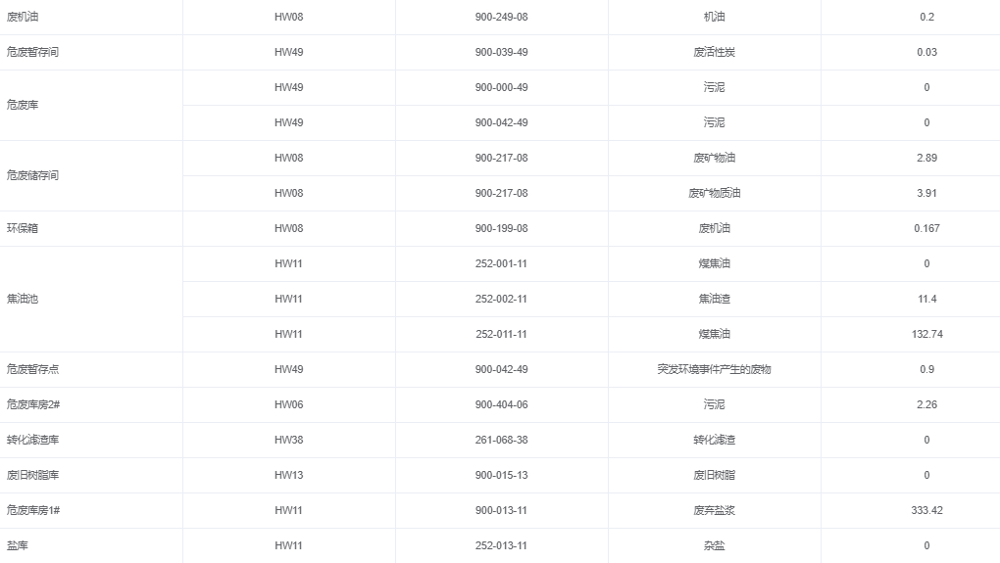 废机油 HW08 900-249-08 机油 0.2
危废暂存间 HW49 900-039-49 废活性炭 0.03
危废库 HW49 900-000-49 污泥 0
HW49 900-042-49 污泥 0
危废储存间 HW08 900-217-08 废矿物油 2.89
HW08 900-217-08 废矿物质油 3.91
环保箱 HW08 900-199-08 废机油 0.167
焦油池 HW11 252-001-11 煤焦油 0
HW11 252-002-11 焦油渣 11.4
HW11 252-011-11 煤焦油 132.74
危废暂存点 HW49 900-042-49 突发环境事件产生的废物 0.9
危废库房2# HW06 900-404-06 污泥 2.26
转化滤渣库 HW38 261-068-38 转化滤渣 0
废旧树脂库 HW13 900-015-13 废旧树脂 0
危废库房1# HW11 900-013-11 废弃盐浆 333.42
盐库 HW11 252-013-11 杂盐 0